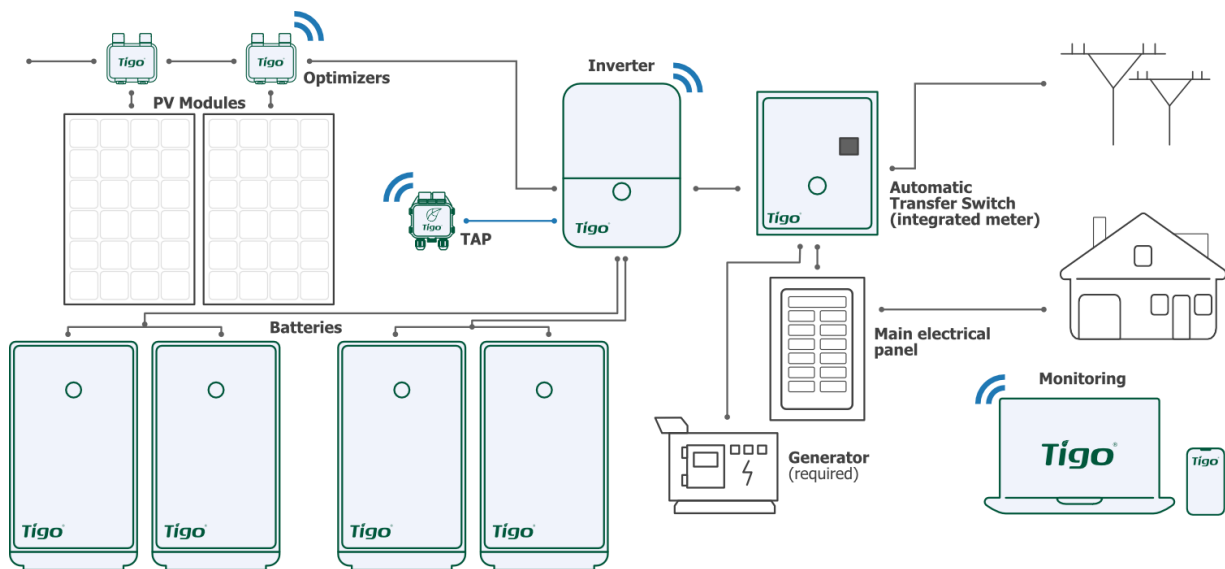 Tigo
Tigo
Optimizers
PV Modules
Inverter
Tigo
Tigo
TAP
Tigo
Automatic
Transfer Switch
(integrated meter)
Batteries
Main electrical
panel
Monitoring
Generator
(required)
Tigo®
Tigo
Tigo®
Tigo®
Tigo®
Tigo®